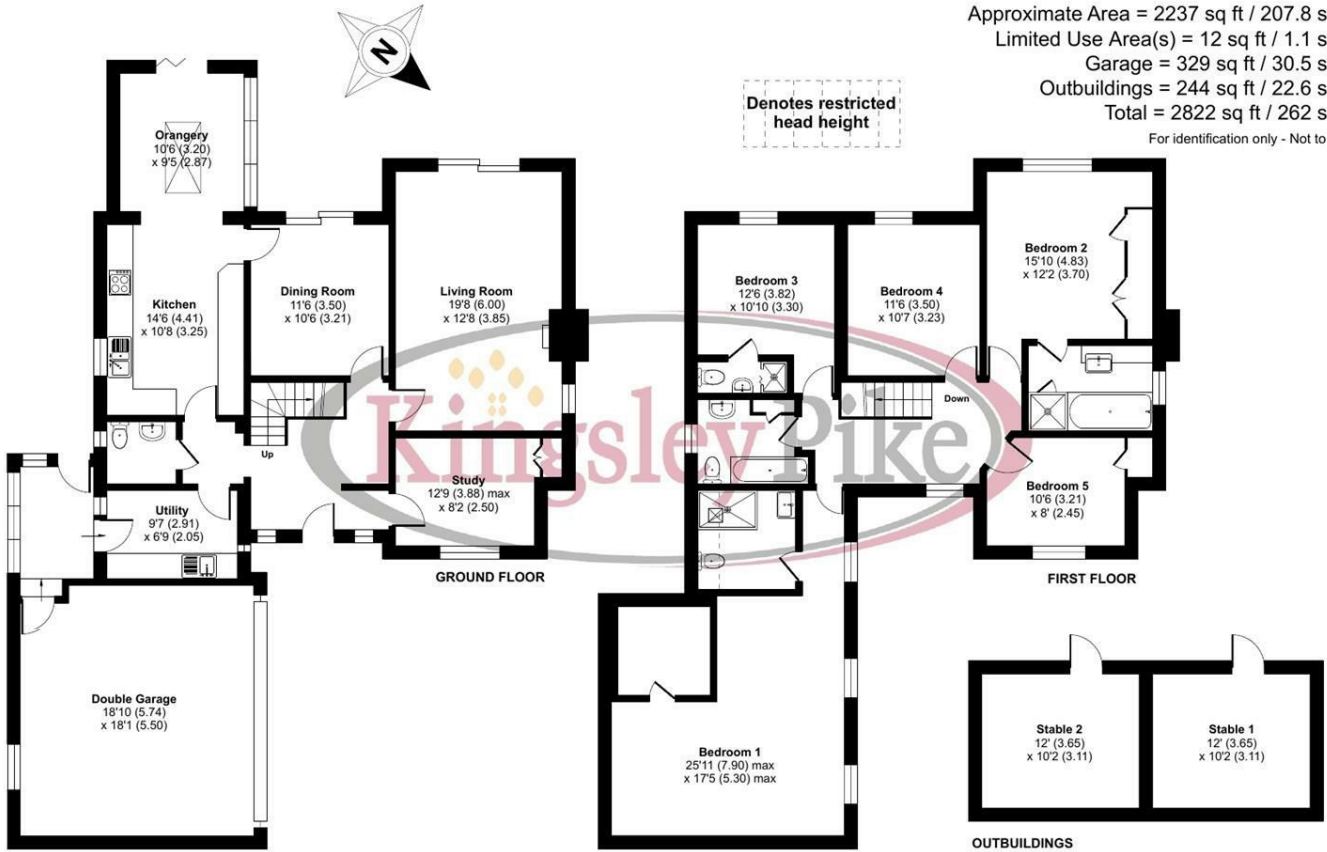 Approximate Area = 2237 sq ft / 207.8 s
Limited Use Area(s) = 12 sq ft / 1.1 s
Garage = 329 sq ft / 30.5 s
Outbuildings = 244 sq ft / 22.6 s
Total = 2822 sq ft / 262 s
For identification only - Not to
N
Denotes restricted
head height
Orangery
10'6 (3.20)
x 9'5 (2.87)
Kitchen
14'6 (4.41)
x 10'8 (3.25)
Dining Room
11'6 (3.50)
x 10'6 (3.21)
Living Room
19'8 (6.00)
x 12'8 (3.85)
Up
Study
12'9 (3.88) max
x 8'2 (2.50)
Utility
9'7 (2.91)
x 6'9 (2.05)
Double Garage
18'10 (5.74)
x 18'1 (5.50)
GROUND FLOOR
Kingsley Pike
Bedroom 3
12'6 (3.82)
x 10'10 (3.30)
Bedroom 4
11'6 (3.50)
x 10'7 (3.23)
Bedroom 2
15'10 (4.83)
x 12'2 (3.70)
Down
Bedroom 5
10'6 (3.21)
x 8' (2.45)
Bedroom 1
25'11 (7.90) max
x 17'5 (5.30) max
FIRST FLOOR
Stable 2
12' (3.65)
x 10'2 (3.11)
Stable 1
12' (3.65)
x 10'2 (3.11)
OUTBUILDINGS